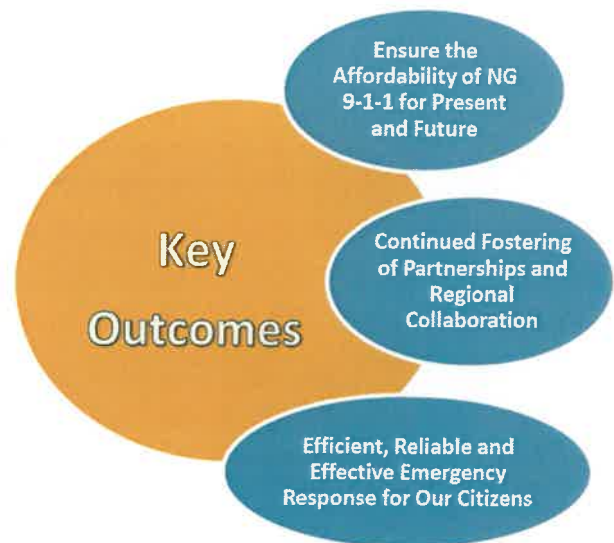 Key
Outcomes
Ensure the
Affordability of NG
9-1-1 for Present
and Future
Continued Fostering
of Partnerships and
Regional
Collaboration
Efficient, Reliable and
Effective Emergency
Response for Our Citizens